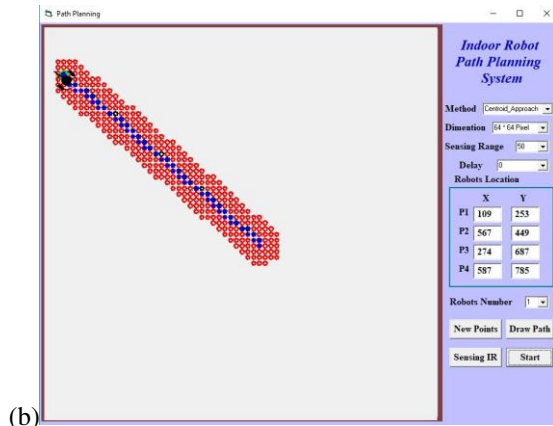 Path Planning
Indoor Robot
Path Planning
System
Method Centroid_Approach
Dimention 64 * 64 Pixel
Sensing Range 50
Delay 0
Robots Location
X Y
P1 109 253
P2 567 449
P3 274 687
P4 587 785
Robots Number 1
New Points Draw Path
Sensing IR Start
(b)